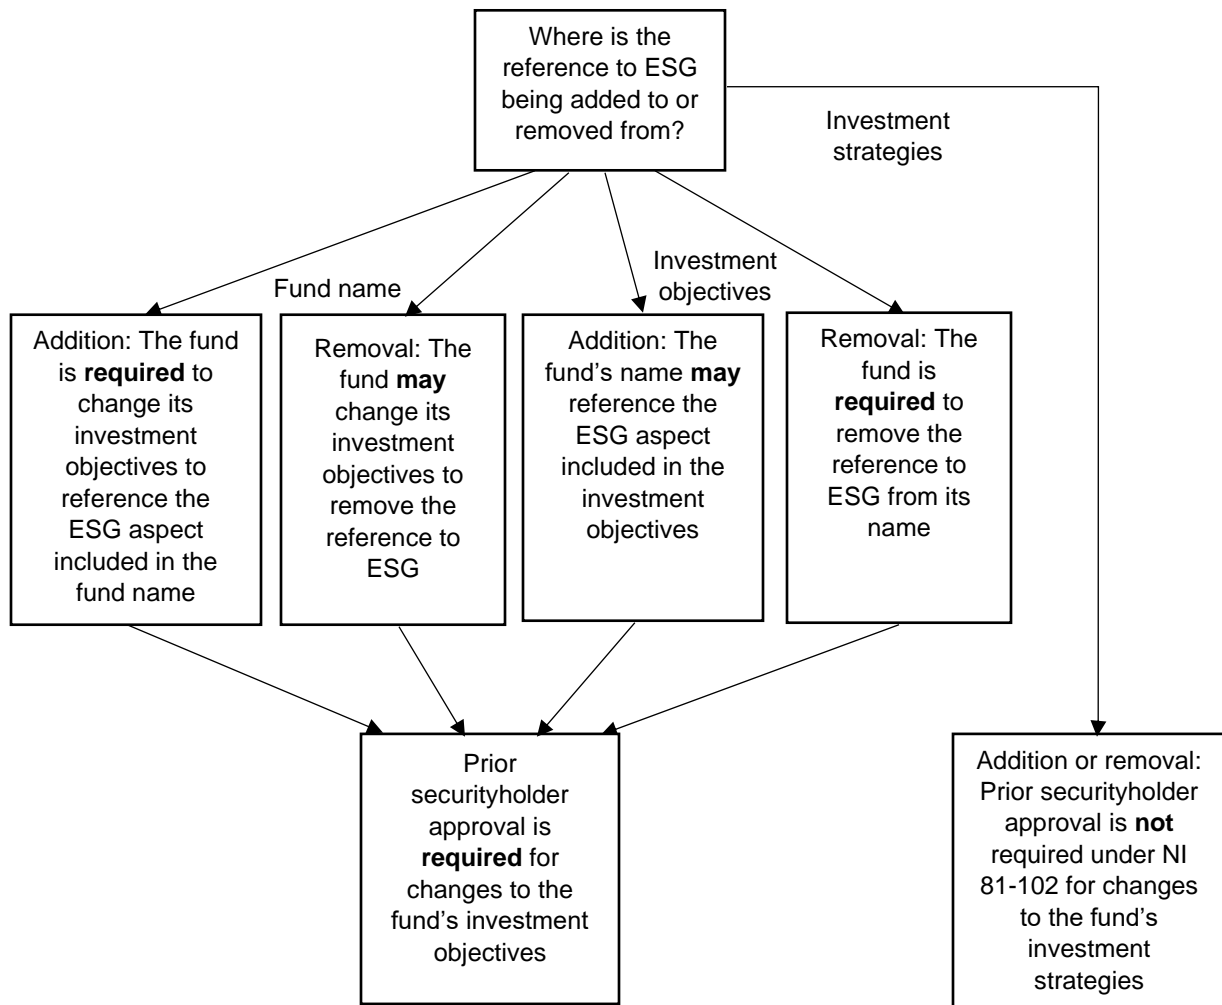 Where is the
reference to ESG
being added to or
removed from?
Investment
strategies
Fund name
Investment
objectives
Addition: The fund
is required to
change its
investment
objectives to
reference the
ESG aspect
included in the
fund name
Removal: The
fund may
change its
investment
objectives to
remove the
reference to
ESG
Addition: The
fund’s name may
reference the
ESG aspect
included in the
investment
objectives
Removal: The
fund is
required to
remove the
reference to
ESG from its
name
Prior
securityholder
approval is
required for
changes to the
fund’s investment
objectives
Addition or removal:
Prior securityholder
approval is not
required under NI
81-102 for changes
to the fund’s
investment
strategies